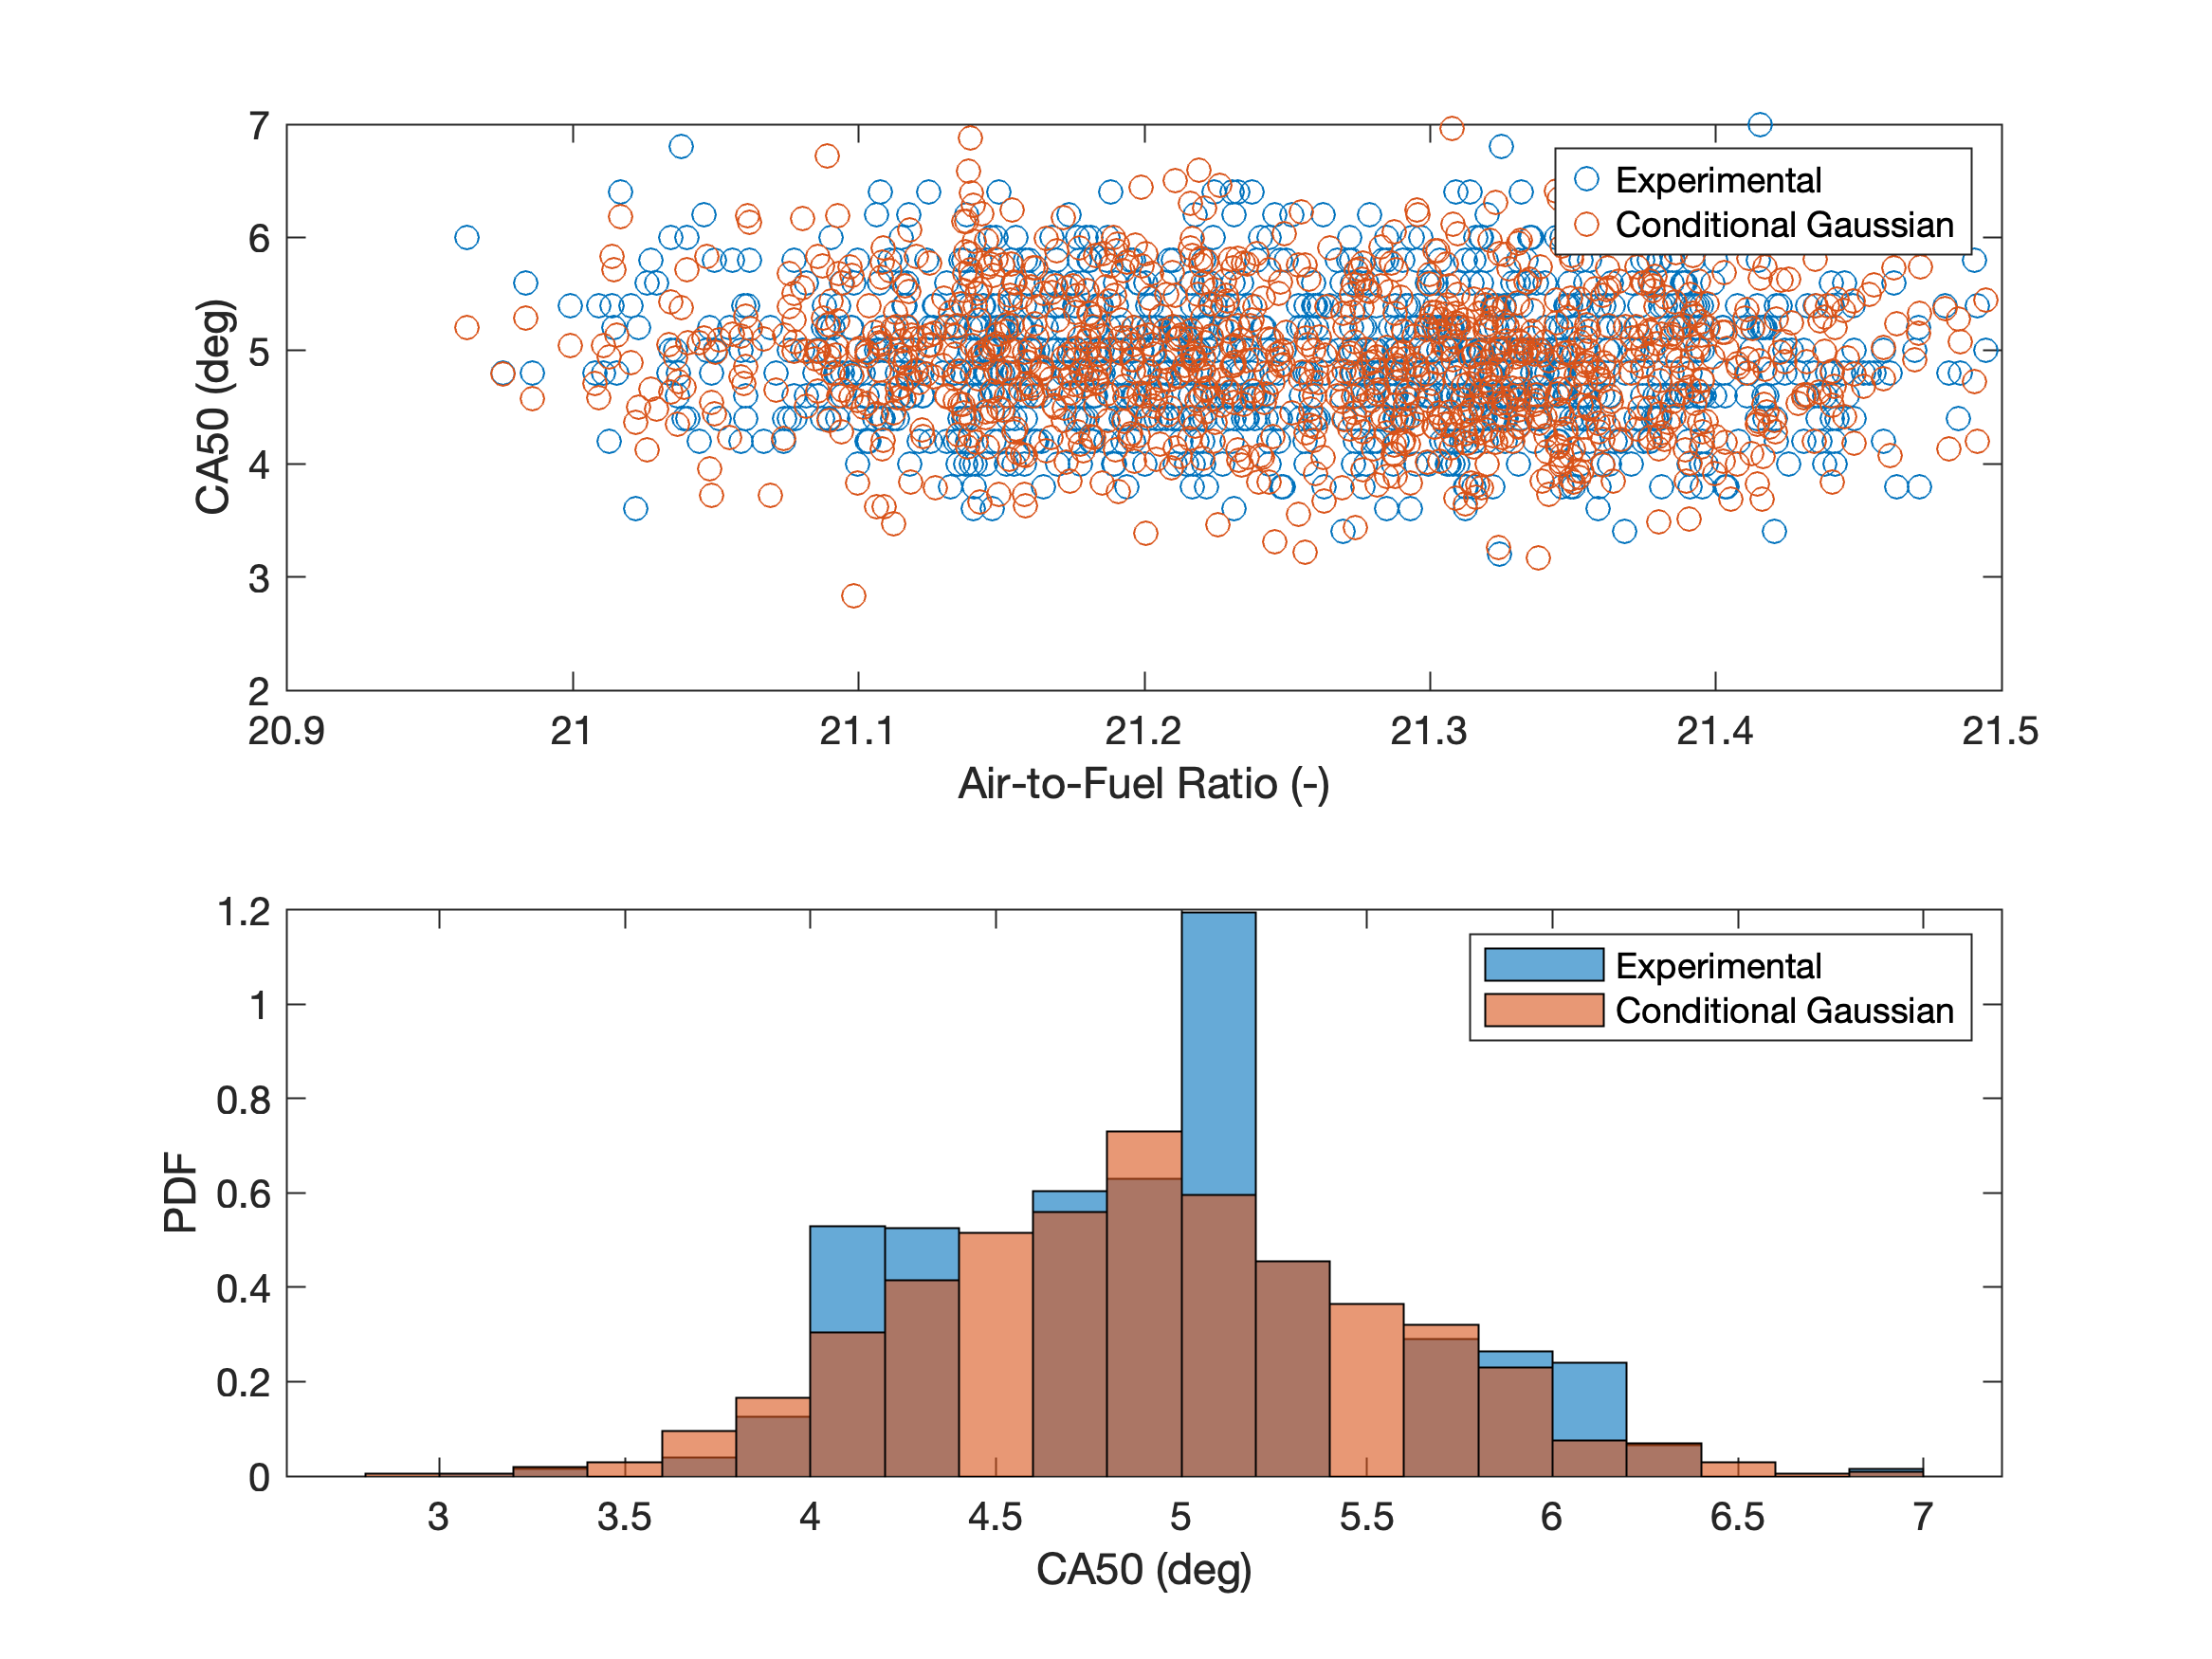 7
6
5
4
3
2
CA50 (deg)
20.9 21 21.1 21.2 21.3 21.4 21.5
Air-to-Fuel Ratio (-)
Experimental
Conditional Gaussian
1.2
1
0.8
0.6
0.4
0.2
0
PDF
3 3.5 4 4.5 5 5.5 6 6.5 7
CA50 (deg)
Experimental
Conditional Gaussian